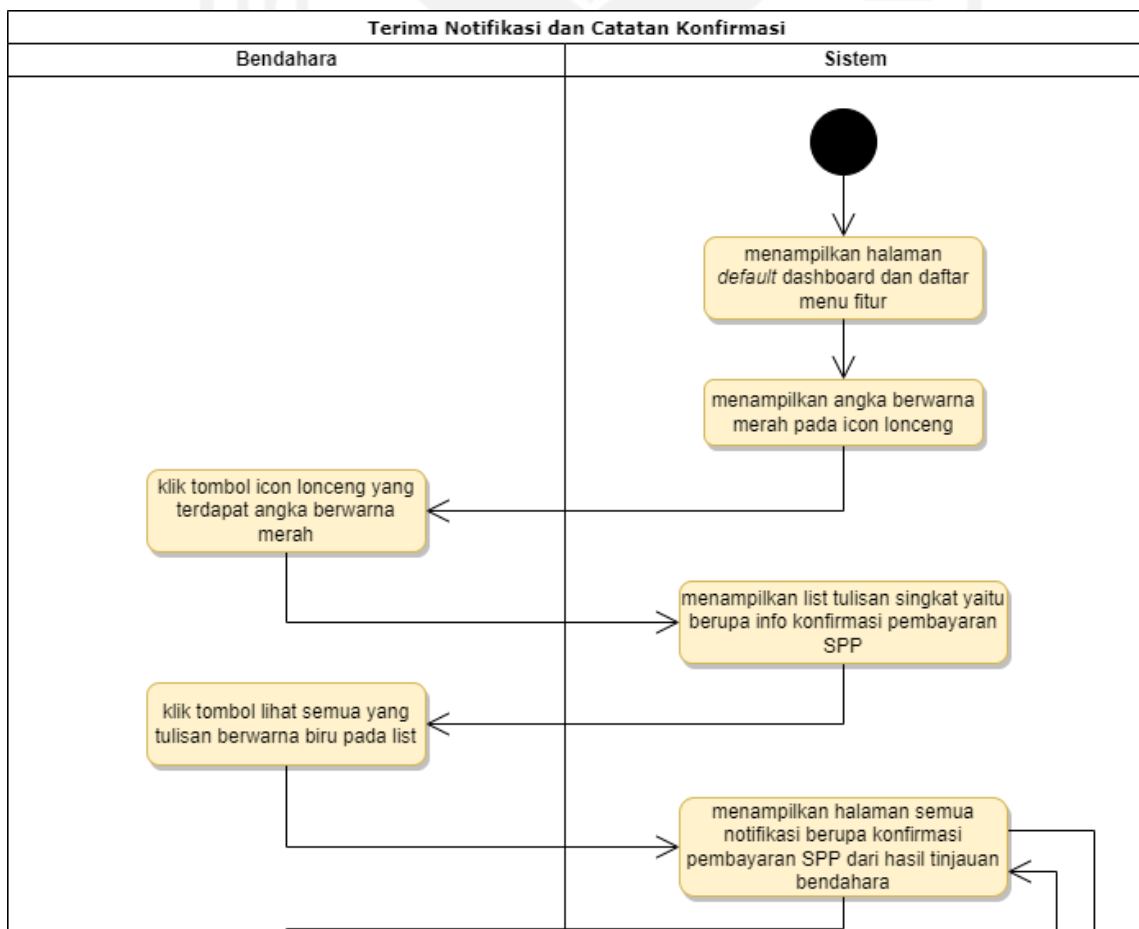 Terima Notifikasi dan Catatan Konfirmasi
Bendahara
Sistem
menampilkan halaman
default dashboard dan daftar
menu fitur
menampilkan angka berwarna
merah pada icon lonceng
klik tombol icon lonceng yang
terdapat angka berwarna
merah
menampilkan list tulisan singkat yaitu
berupa info konfirmasi pembayaran
SPP
klik tombol lihat semua yang
tulisan berwarna biru pada list
menampilkan halaman semua
notifikasi berupa konfirmasi
pembayaran SPP dari hasil tinjauan
bendahara